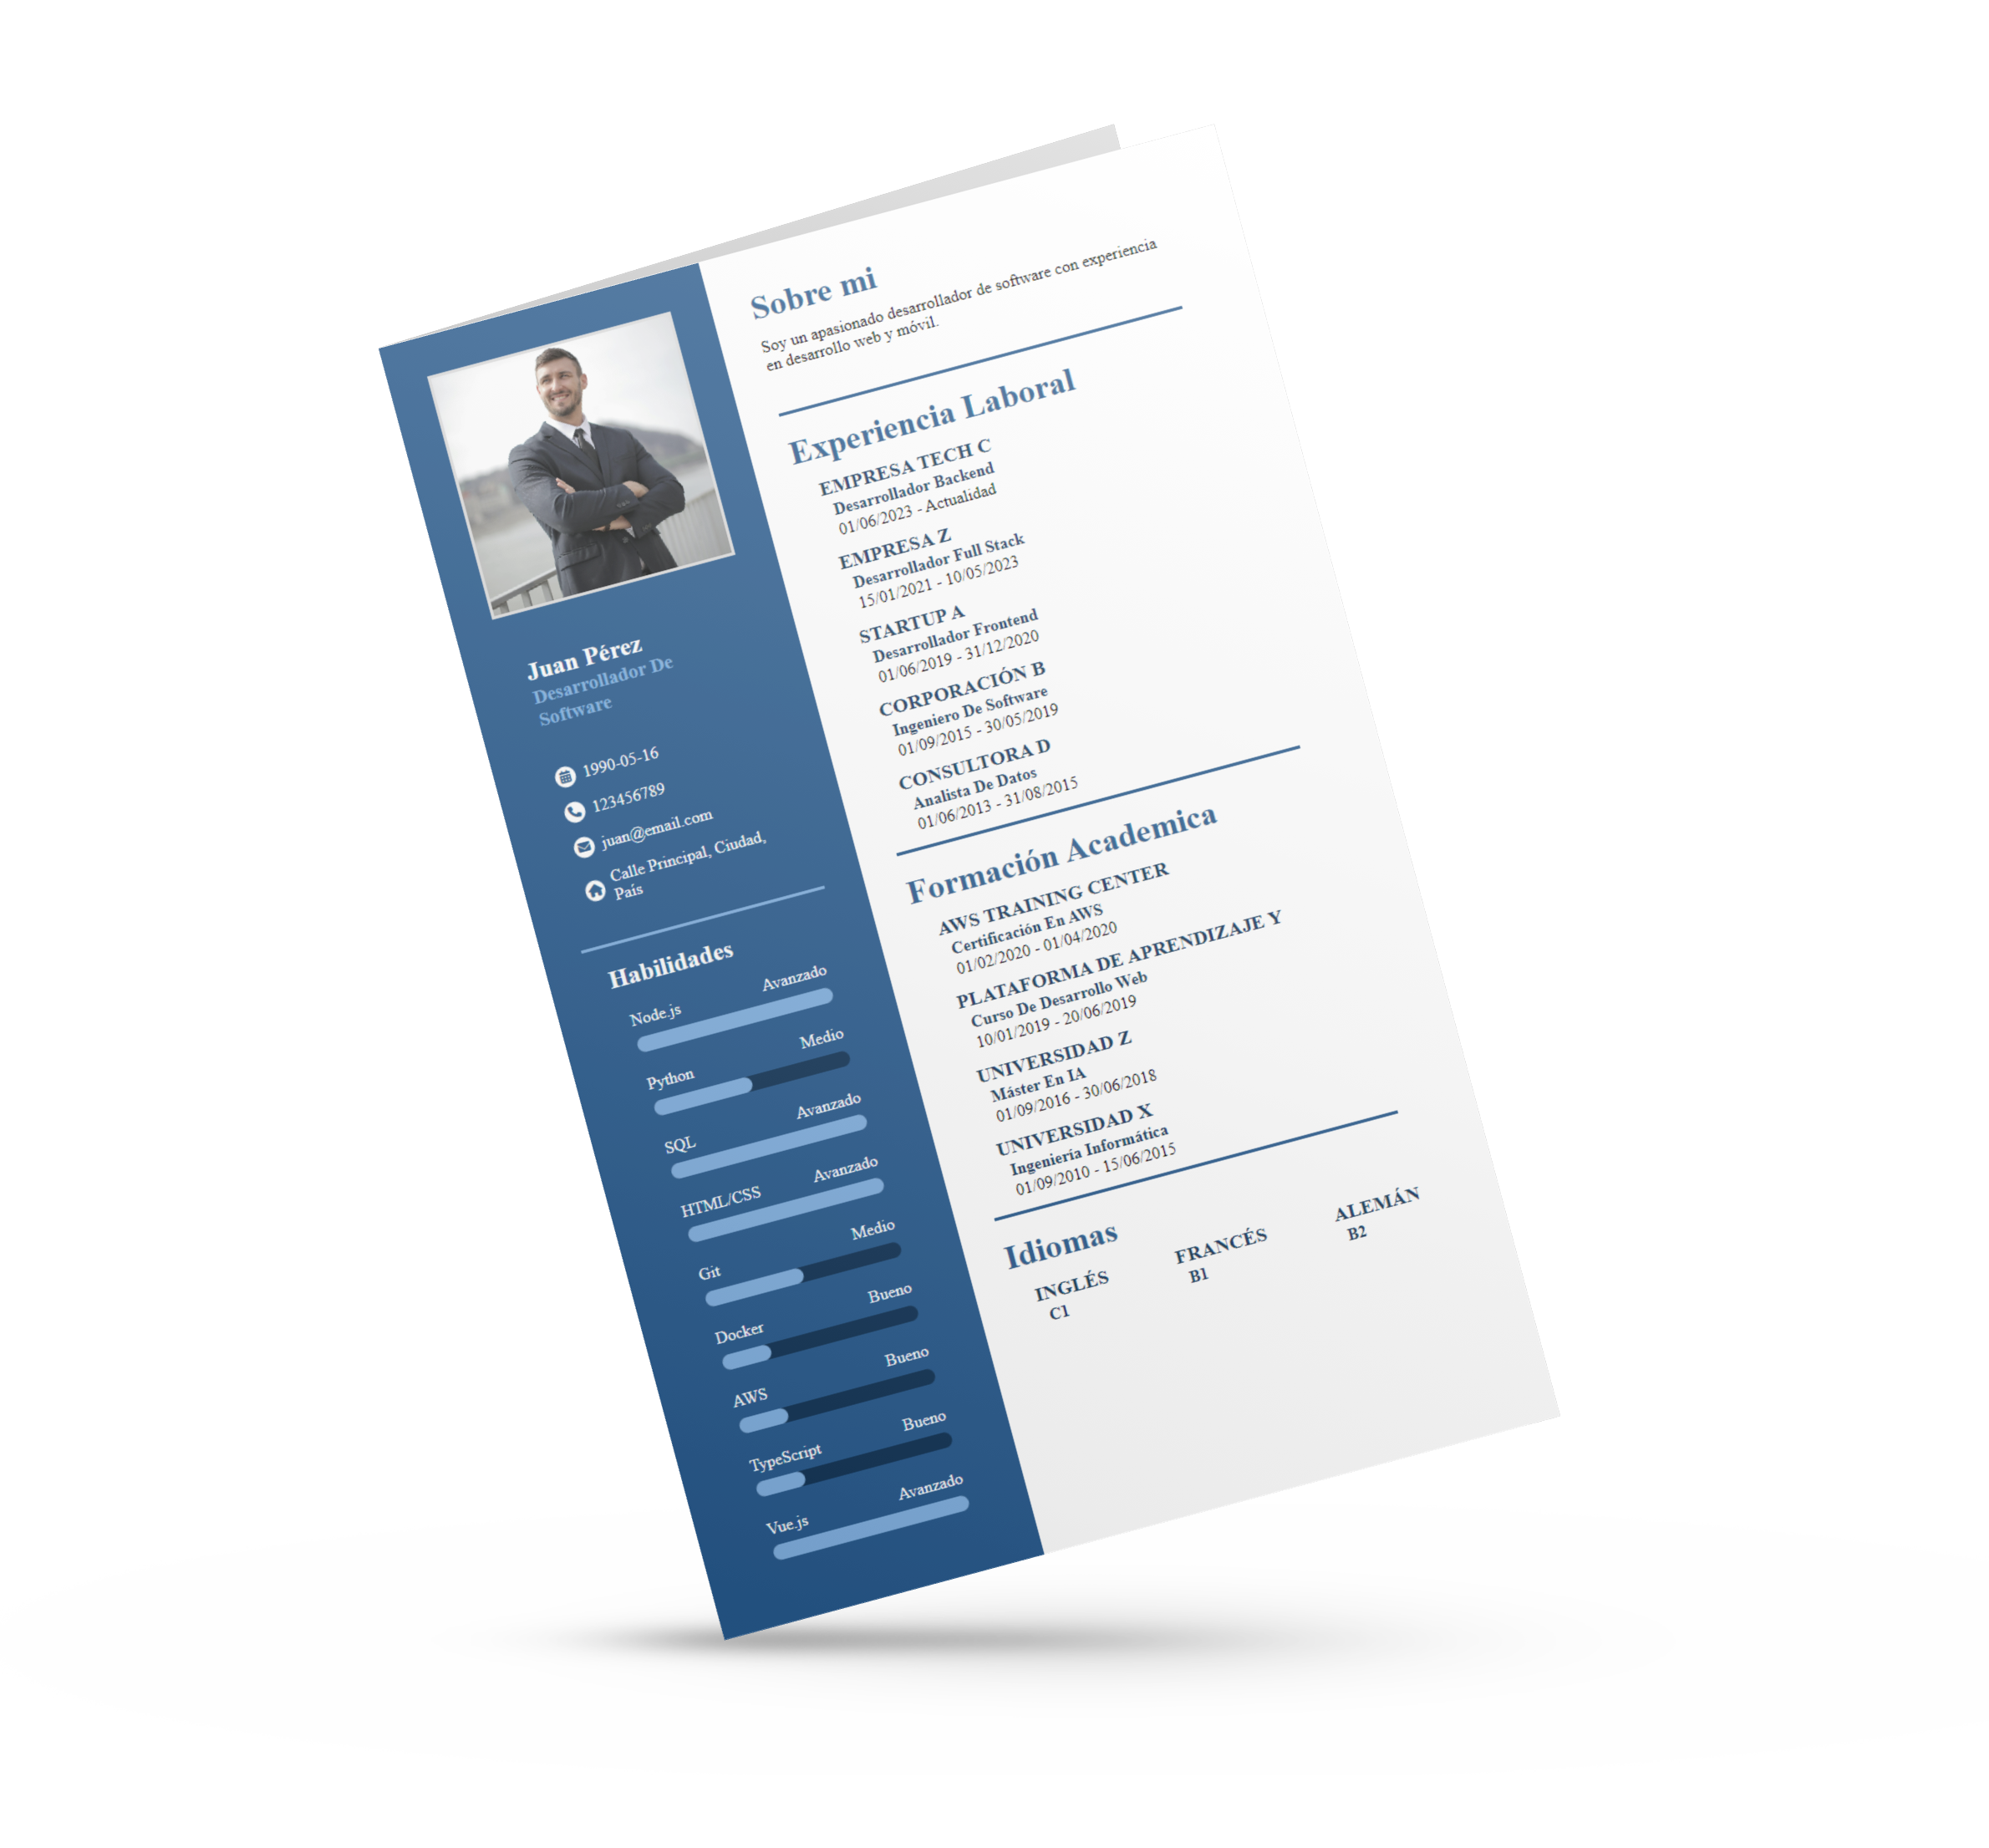 Juan Pérez
Desarrollador De
Software
1990-05-16
123456789
juan@email.com
Calle Principal, Ciudad,
País
Habilidades
Node.js Avanzado
Python Medio
SQL Avanzado
HTML/CSS Avanzado
Git Medio
Docker Bueno
AWS Bueno
TypeScript Bueno
Vue.js Avanzado
Sobre mi
Soy un apasionado desarrollador de software con experiencia
en desarrollo web y móvil.
Experiencia Laboral
EMPRESA TECH C
Desarrollador Backend
01/06/2023 - Actualidad
EMPRESA Z
Desarrollador Full Stack
15/01/2021 - 10/05/2023
STARTUP A
Desarrollador Frontend
01/06/2019 - 31/12/2020
CORPORACIÓN B
Ingeniero De Software
01/09/2015 - 30/05/2019
CONSULTORA D
Analista De Datos
01/06/2013 - 31/08/2015
Formación Academica
AWS TRAINING CENTER
Certificación En AWS
01/02/2020 - 01/04/2020
PLATAFORMA DE APRENDIZAJE Y
Curso De Desarrollo Web
10/01/2019 - 20/06/2019
UNIVERSIDAD Z
Máster En IA
01/09/2016 - 30/06/2018
UNIVERSIDAD X
Ingeniería Informática
01/09/2010 - 15/06/2015
Idiomas
INGLÉS FRANCÉS ALEMÁN
C1 B1 B2